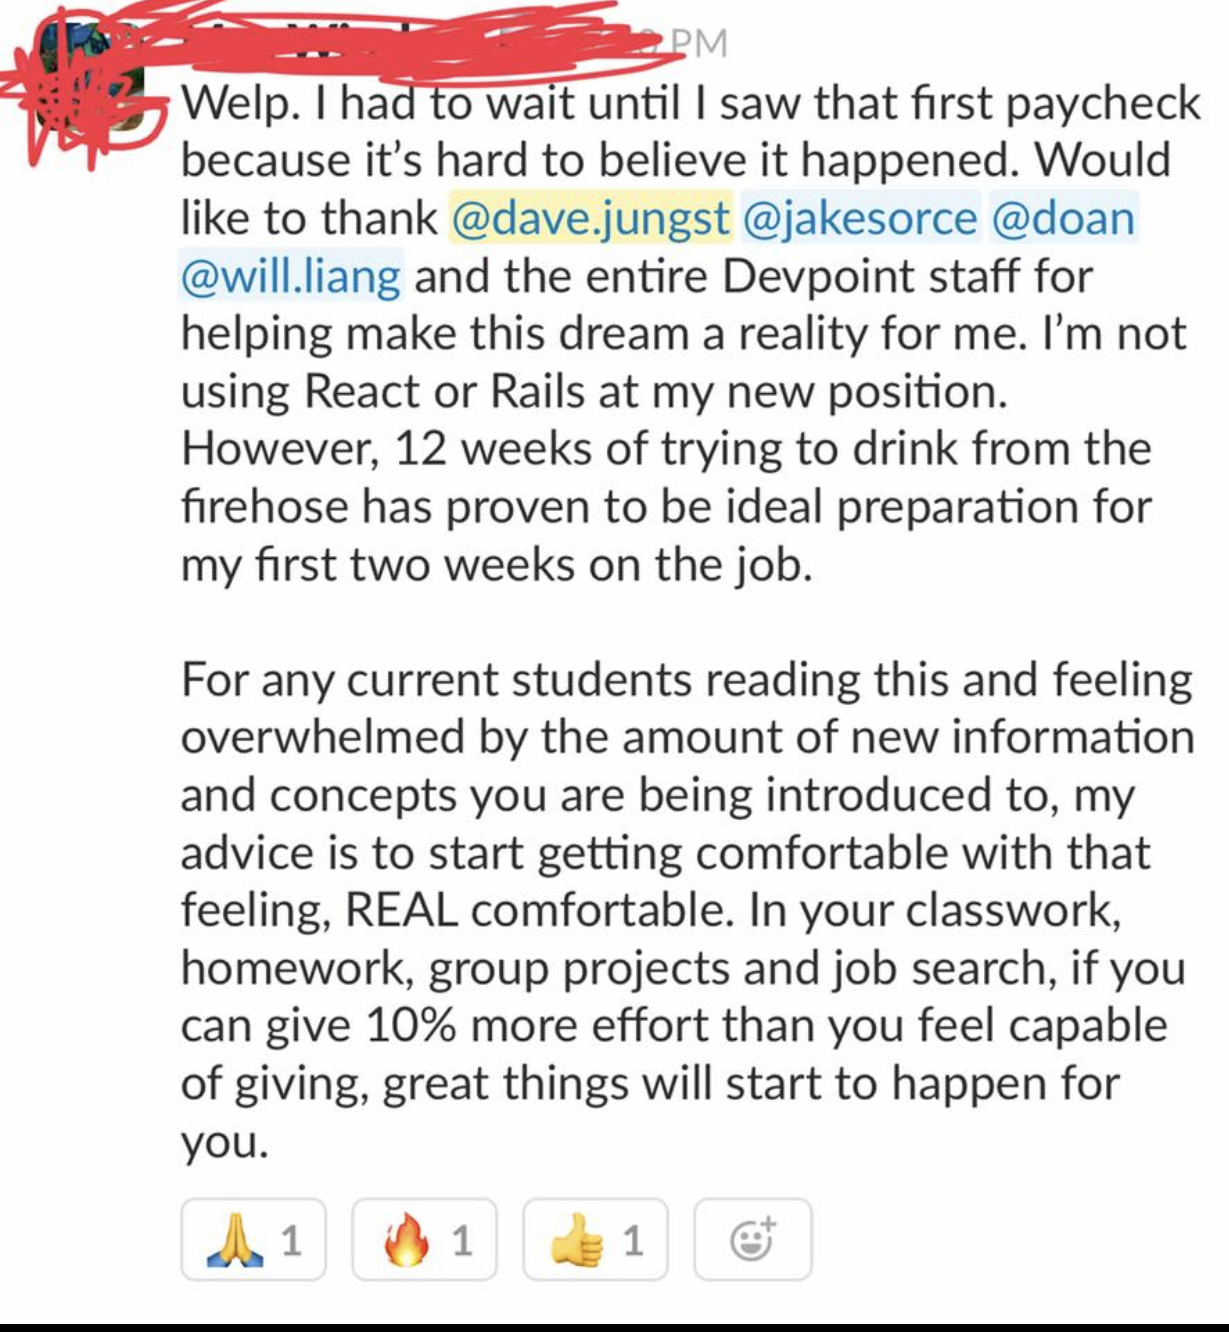 PM
Welp. I had to wait until I saw that first paycheck
because it's hard to believe it happened. Would
like to thank @dave.jungst @jakesorce @doan
@will.liang and the entire Devpoint staff for
helping make this dream a reality for me. I'm not
using React or Rails at my new position.
However, 12 weeks of trying to drink from the
firehose has proven to be ideal preparation for
my first two weeks on the job.
For any current students reading this and feeling
overwhelmed by the amount of new information
and concepts you are being introduced to, my
advice is to start getting comfortable with that
feeling, REAL comfortable. In your classwork,
homework, group projects and job search, if you
can give 10% more effort than you feel capable
of giving, great things will start to happen for
you.
1 1 1